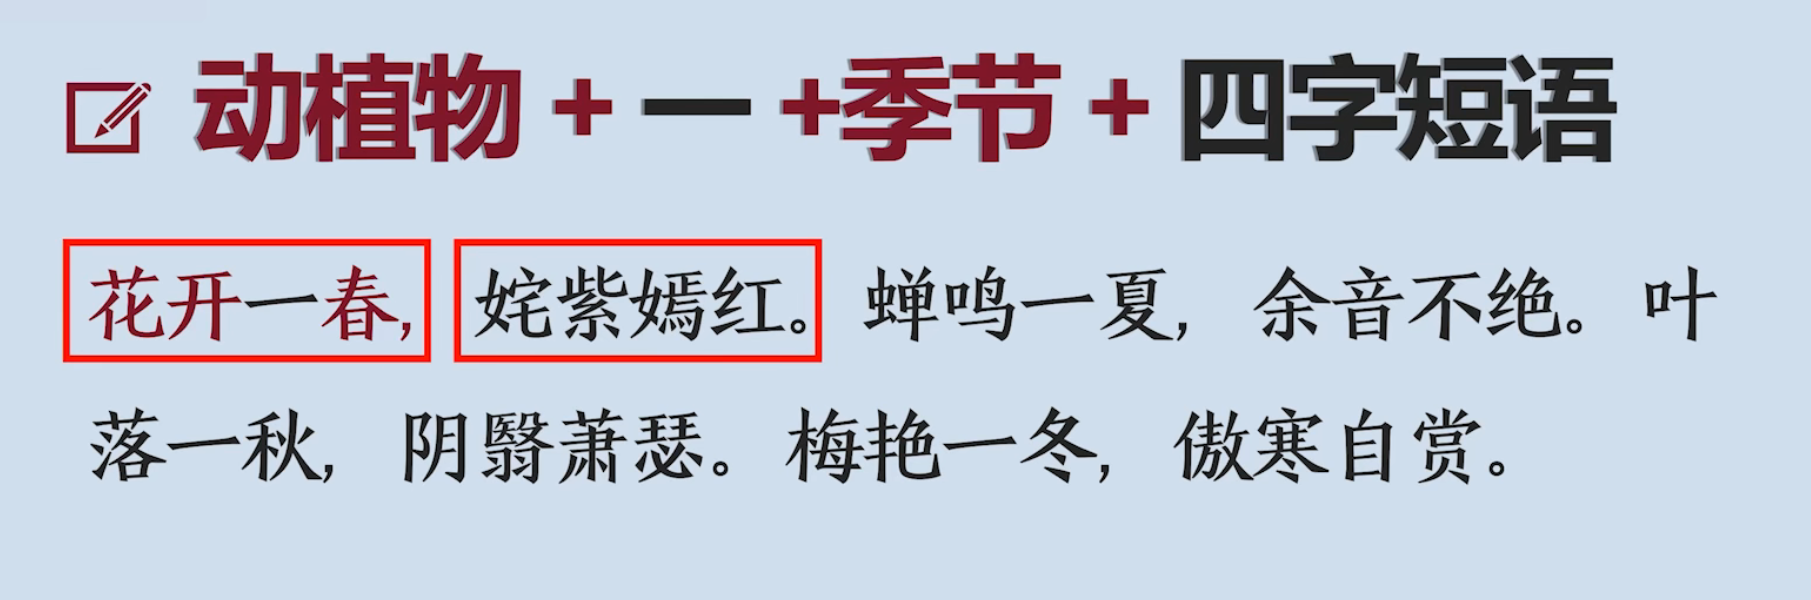 动植物 + 一 +季节 + 四字短语
花开一春, 姹紫嫣红。 蝉鸣一夏, 余音不绝。 叶
落一秋, 阴翳萧瑟。 梅艳一冬, 傲寒自赏。